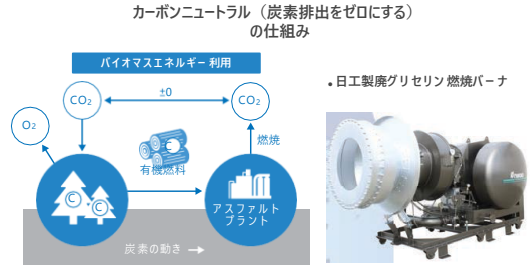 カーボンニュートラル（炭素排出をゼロにする）
の仕組み
バイオマスエネルギー利用
CO₂
±0
CO₂
O₂
燃焼
C
有機燃料
C
C
アスファルト
プラント
炭素の動き →
• 日工製廃グリセリン燃焼バーナ